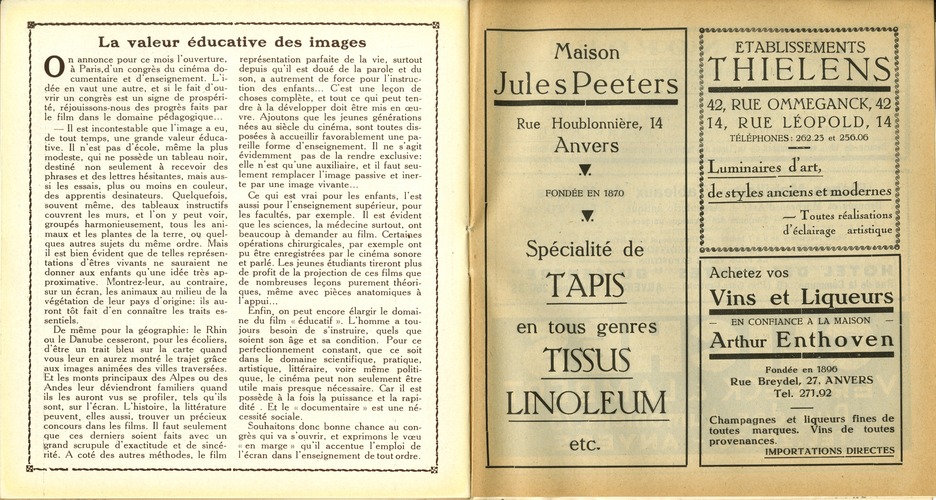 La valeur éducative des images
On annonce pour ce mois l'ouverture,
à Paris,d'un congrès du cinéma do-
cumentaire et d'enseignement. L'i-
dée en vaut une autre, et si le fait d'ou-
vrir un congrès est un signe de prospéri-
té, réjouissons-nous des progrès faits par
le film dans le domaine pédagogique...
— Il est incontestable que l'image a eu,
de tout temps, une grande valeur éduca-
tive. Il n'est pas d'école, même la plus
modeste, qui ne possède un tableau noir,
destiné non seulement à recevoir des
phrases et des lettres hésitantes, mais aus-
si les essais, plus ou moins en couleur,
des apprentis desinateurs. Quelquefois,
souvent même, des tableaux instructifs
couvrent les murs, et l'on y peut voir,
groupés harmonieusement, tous les ani-
maux et les plantes de la terre, ou quel-
ques autres sujets du même ordre. Mais
il est bien évident que de telles représen-
tations d'êtres vivants ne sauraient ne
donner aux enfants qu'une idée très ap-
proximative. Montrez-leur, au contraire,
sur un écran, les animaux au milieu de la
végétation de leur pays d'origine: ils au-
ront tôt fait d'en connaître les traits es-
sentiels.
De même pour la géographie: le Rhin
ou le Danube cesseront, pour les écoliers,
d'être un trait bleu sur la carte quand
vous leur en aurez montré le trajet grâce
aux images animées des villes traversées.
Et les monts principaux des Alpes ou des
Andes leur déviendront familiers quand
ils les auront vus se profiler, tels qu'ils
sont, sur l'écran. L'histoire, la littérature
peuvent, elles aussi, trouver un précieux
concours dans les films. Il faut seulement
que ces derniers soient faits avec un
grand scrupule d'exactitude et de sincé-
rité. A coté des autres méthodes, le film
représentation parfaite de la vie, surtout
depuis qu'il est doué de la parole et du
son, a autrement de force pour l'instruc-
tion des enfants... C'est une leçon de
choses complète, et tout ce qui peut ten-
dre à la développer doit être mis en œu-
vre. Ajoutons que les jeunes générations
nées au siècle du cinéma, sont toutes dis-
posées à accueillir favorablement une pa-
reille forme d'enseignement. Il ne s'agit
évidemment pas de la rendre exclusive:
elle n'est qu'une auxiliaire, et il faut seu-
lement remplacer l'image passive et iner-
te par une image vivante...
Ce qui est vrai pour les enfants, l'est
aussi pour l'enseignement supérieur, pour
les facultés, par exemple. Il est évident
que les sciences, la médecine surtout, ont
beaucoup à demander au film. Certaines
opérations chirurgicales, par exemple ont
pu être enregistrées par le cinéma sonore
et parlé. Les jeunes étudiants tireront plus
de profit de la projection de ces films que
de nombreuses leçons purement théori-
ques, même avec pièces anatomiques à
l'appui...
Enfin, on peut encore élargir le domai-
ne du film « éducatif ». L'homme a tou-
jours besoin de s'instruire, quels que
soient son âge et sa condition. Pour ce
perfectionnement constant, que ce soit
dans le domaine scientifique, pratique,
artistique, littéraire, voire même politi-
que, le cinéma peut non seulement être
utile mais presque nécessaire. Car il est
possède à la fois la puissance et la rapi-
dité . Et le « documentaire » est une né-
cessité sociale.
Souhaitons donc bonne chance au con-
grès qui va s'ouvrir, et exprimons le vœu
« en marge » qu'il accentue l'emploi de
l'écran dans l'enseignement de tout ordre.
Maison
Jules Peeters
Rue Houblonnière, 14
Anvers
FONDÉE EN 1870
Spécialité de
TAPIS
en tous genres
TISSUS
LINOLEUM
etc.
ETABLISSEMENTS
THIELENS
42, RUE OMMEGANCK, 42
14, RUE LÉOPOLD, 14
TÉLÉPHONES: 262.23 et 256.06
Luminaires d'art,
de styles anciens et modernes
— Toutes réalisations
d'éclairage artistique
Achetez vos
Vins et Liqueurs
— EN CONFIANCE A LA MAISON —
Arthur Enthoven
Fondée en 1896
Rue Breydel, 27, ANVERS
Tel. 271.92
Champagnes et liqueurs fines de
toutes marques. Vins de toutes
provenances.
IMPORTATIONS DIRECTES